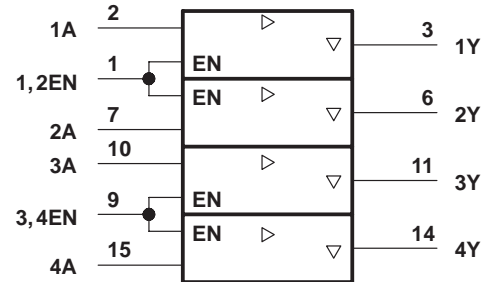 1A 2 3 1Y
1,2EN 1 EN
EN 6 2Y
2A 7
3A 10
11 3Y
3,4EN 9 EN
EN 14 4Y
4A 15